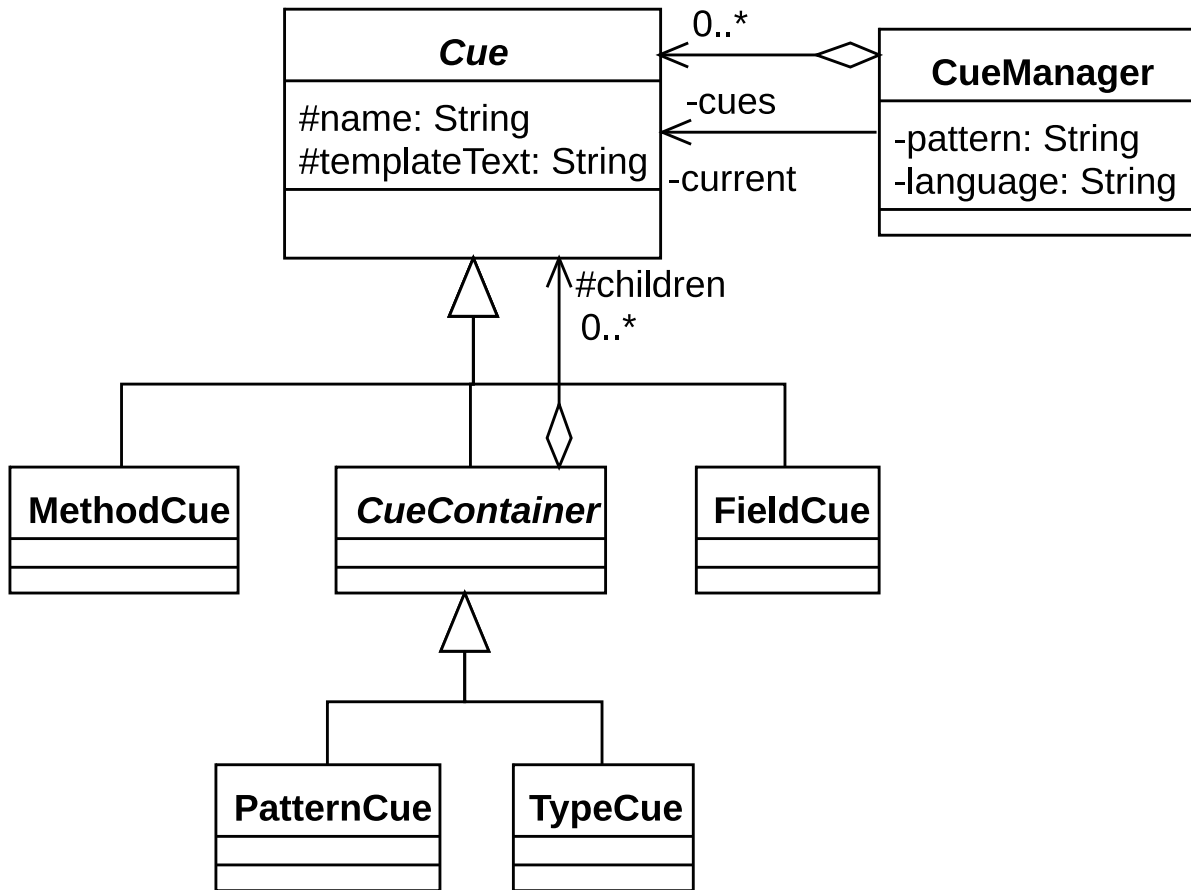 Cue
#name: String
#templateText: String
0..*
-cues
-current
CueManager
-pattern: String
-language: String
#children
0..*
MethodCue
CueContainer
FieldCue
PatternCue
TypeCue